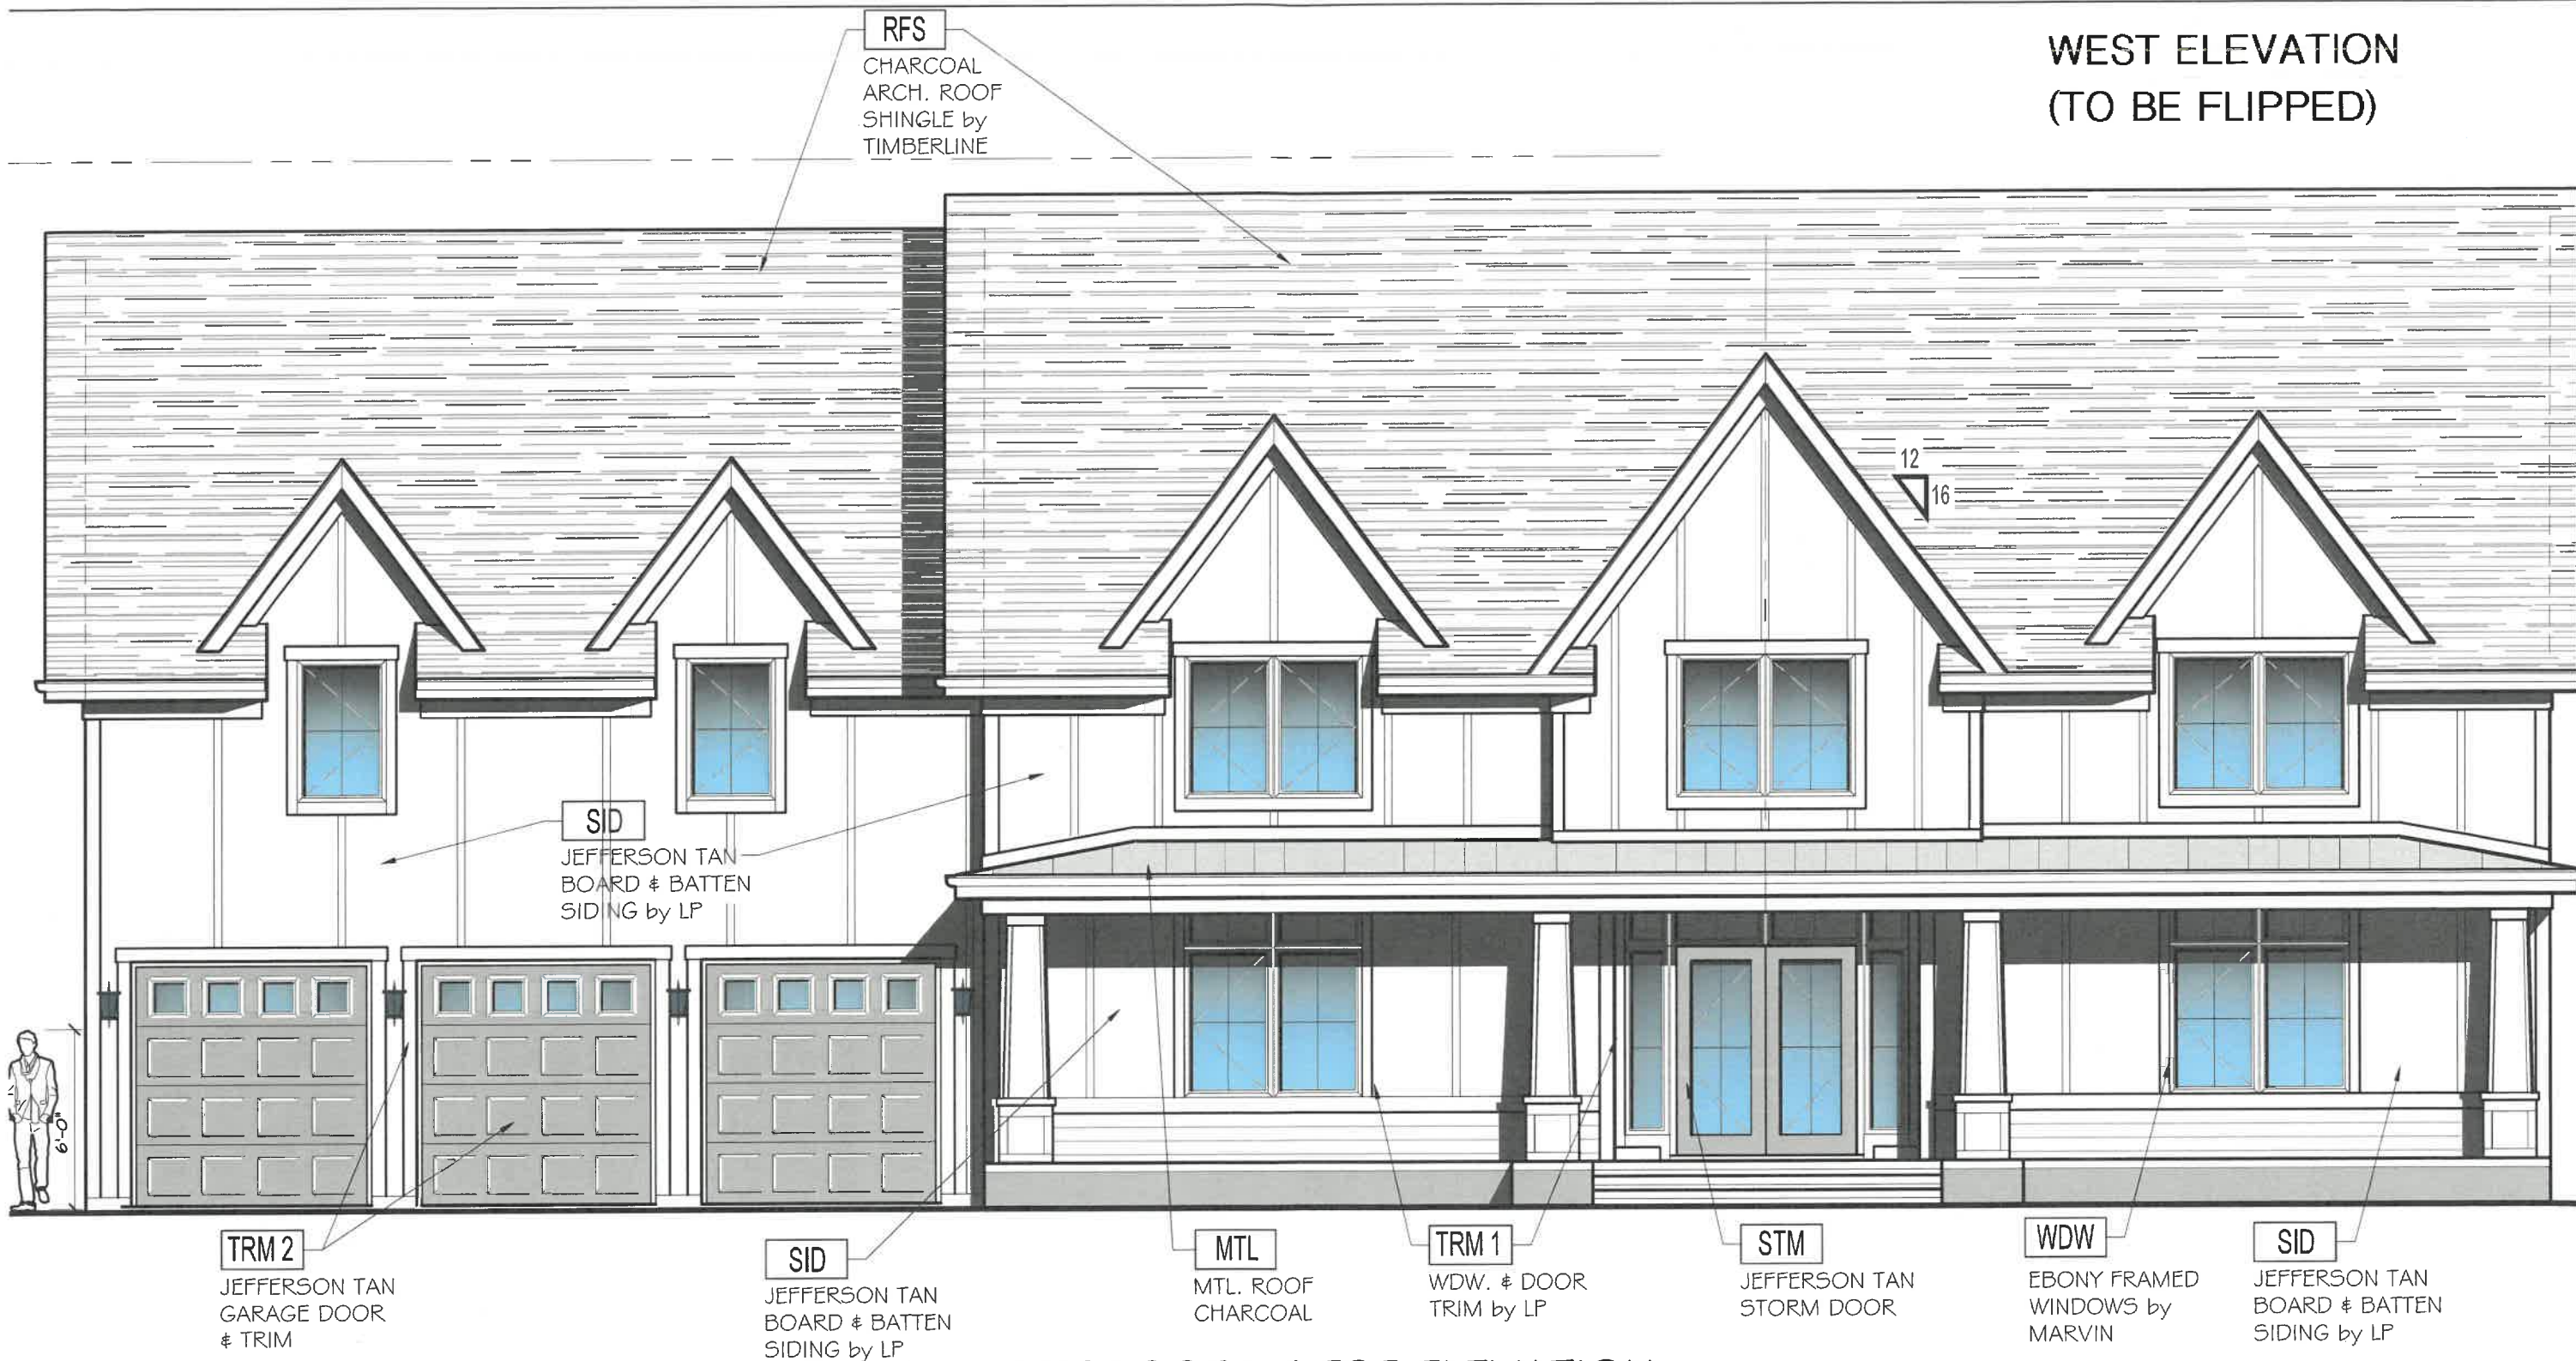 WEST ELEVATION
(TO BE FLIPPED)
RFS
CHARCOAL
ARCH. ROOF
SHINGLE by
TIMBERLINE
12
16
SID
JEFFERSON TAN
BOARD & BATTEN
SIDING by LP
6'-0"
TRM 2
JEFFERSON TAN
GARAGE DOOR
& TRIM
SID
JEFFERSON TAN
BOARD & BATTEN
SIDING by LP
MTL
MTL. ROOF
CHARCOAL
TRM 1
WDW. & DOOR
TRIM by LP
STM
JEFFERSON TAN
STORM DOOR
WDW
EBONY FRAMED
WINDOWS by
MARVIN
SID
JEFFERSON TAN
BOARD & BATTEN
SIDING by LP
ELEVATION